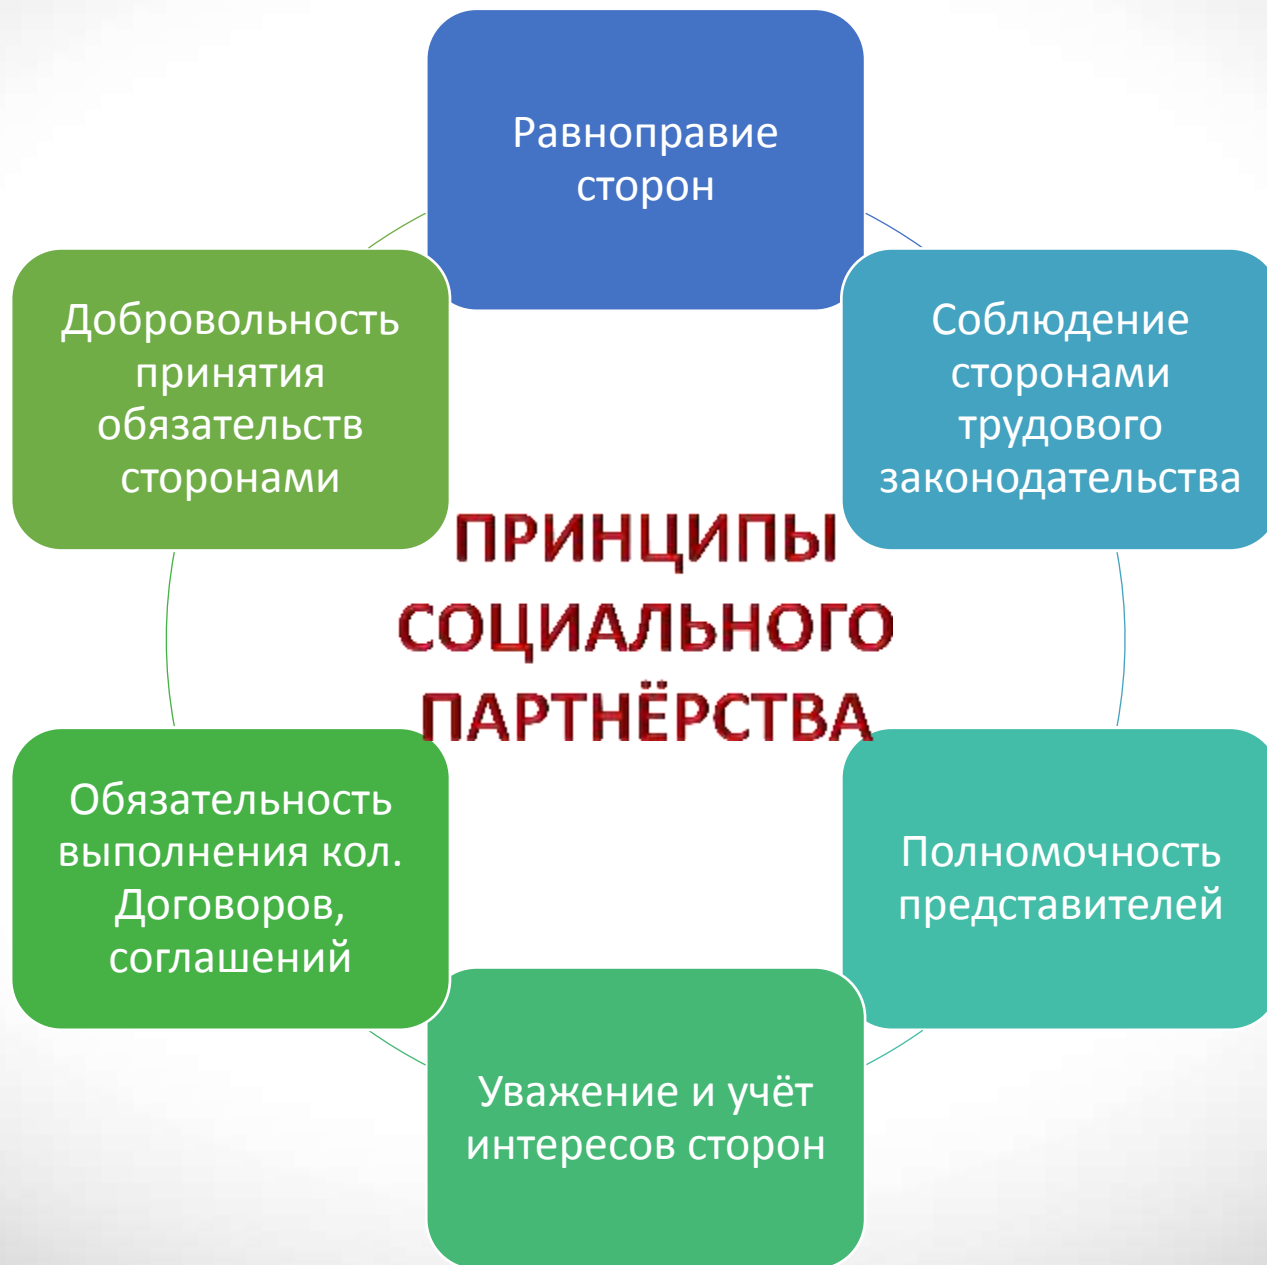 Равноправие
сторон
Добровольность
принятия
обязательств
сторонами
Соблюдение
сторонами
трудового
законодательства
ПРИНЦИПЫ
СОЦИАЛЬНОГО
ПАРТНЁРСТВА
Обязательность
выполнения кол.
Договоров,
соглашений
Полномочность
представителей
Уважение и учёт
интересов сторон